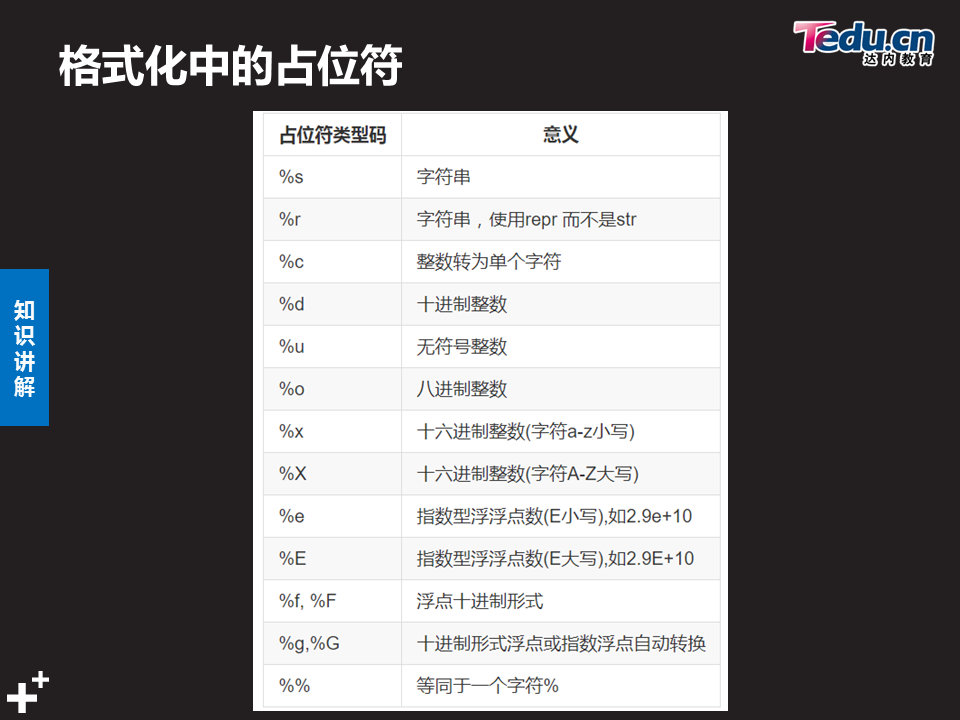 格式化中的占位符
Tedu.cn
达内教育
知识讲解
占位符类型码 意义
%s 字符串
%r 字符串，使用repr 而不是str
%c 整数转为单个字符
%d 十进制整数
%u 无符号整数
%o 八进制整数
%x 十六进制整数(字符a-z小写)
%X 十六进制整数(字符A-Z大写)
%e 指数型浮浮点数(E小写),如2.9e+10
%E 指数型浮浮点数(E大写),如2.9E+10
%f, %F 浮点十进制形式
%g,%G 十进制形式浮点或指数浮点自动转换
%% 等同于一个字符%